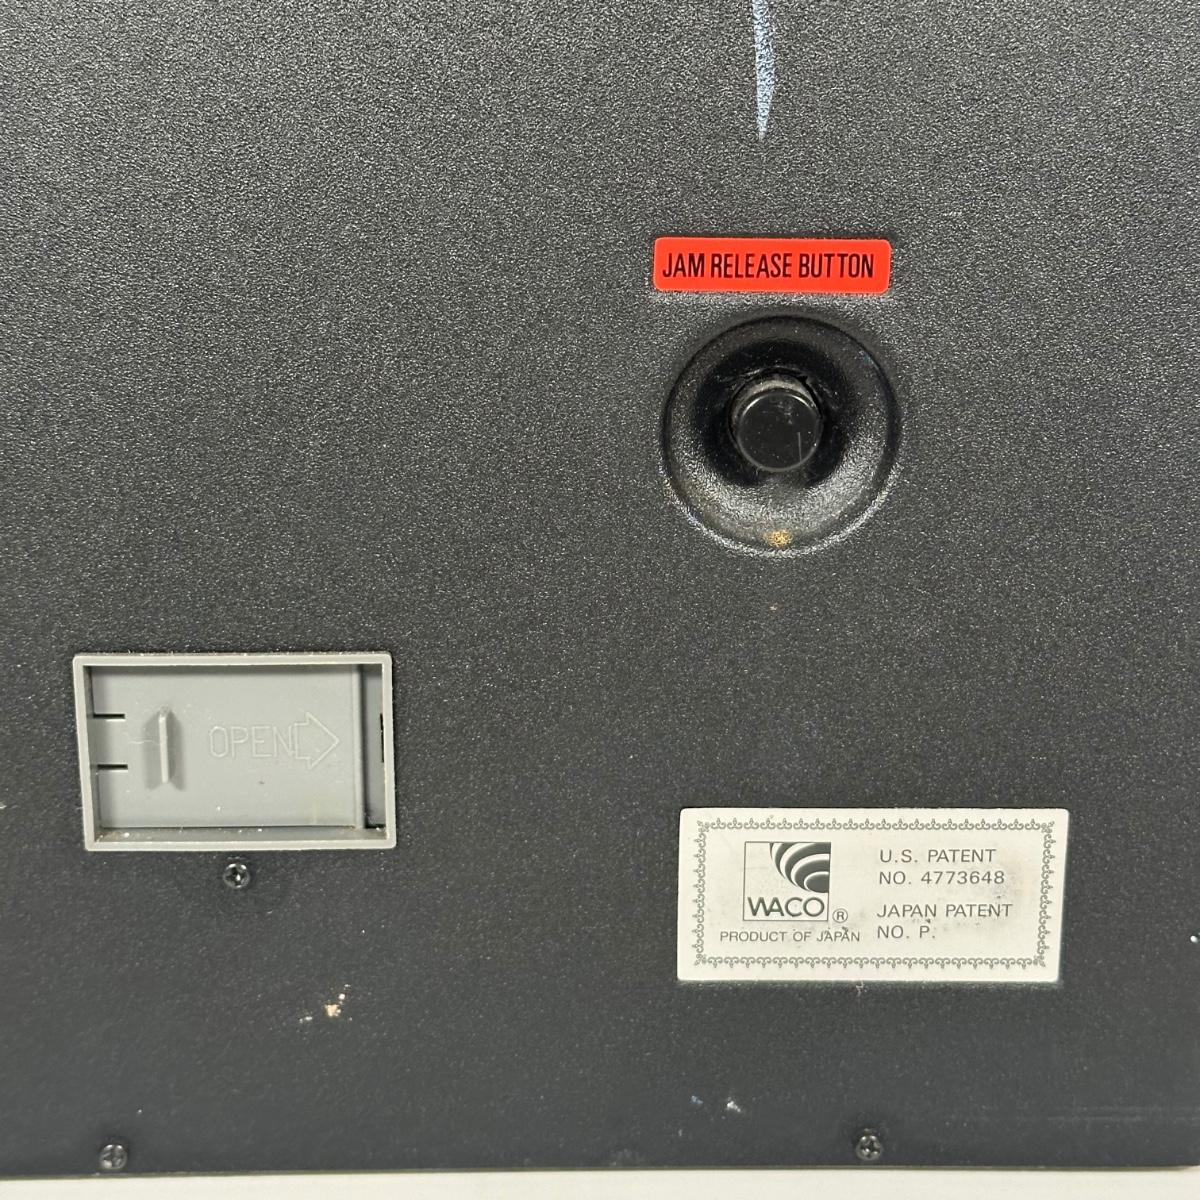 JAM RELEASE BUTTON
OPEN
WACO ®
PRODUCT OF JAPAN
U.S. PATENT
NO. 4773648
JAPAN PATENT
NO. P.